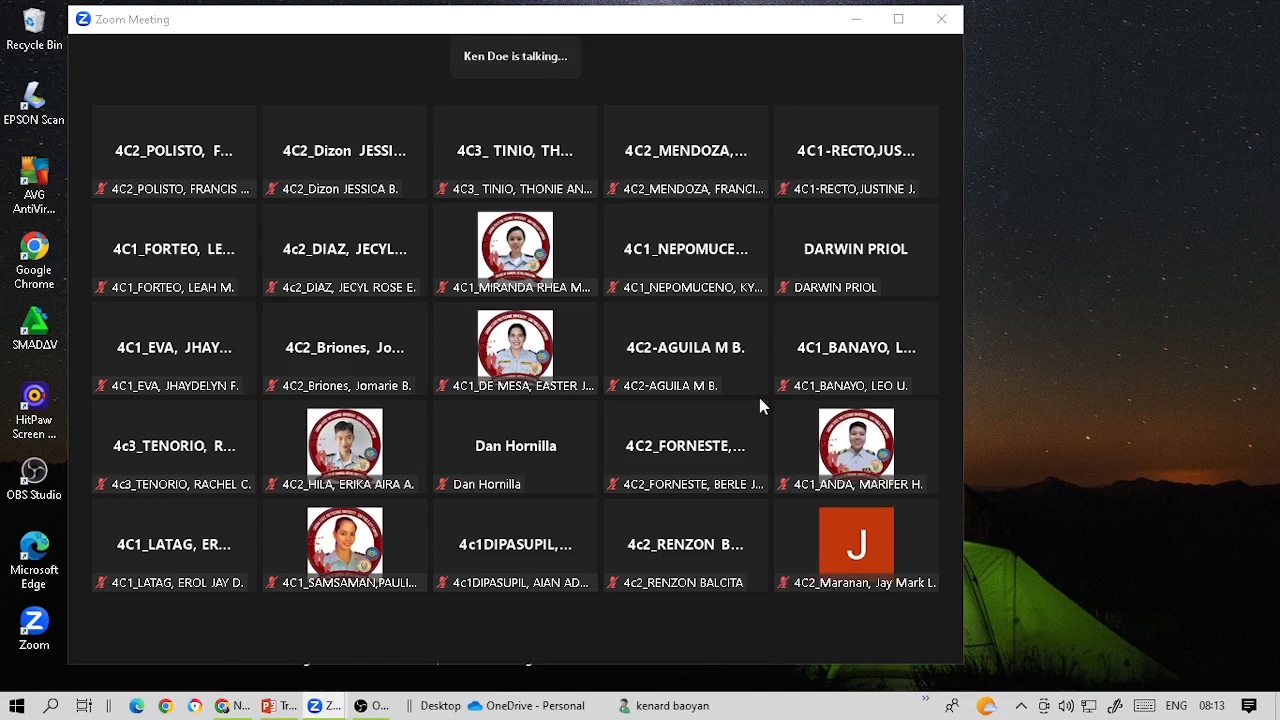 Zoom Meeting
Ken Doe is talking...
Recycle Bin
EPSON Scan
AVG
AntiVir...
Google
Chrome
SMADΔV
HitPaw
Screen ...
OBS Studio
Microsoft
Edge
Zoom
4C2_POLISTO, F...
4C2_Dizon JESSI...
4C3_ TINIO, TH...
4C2_MENDOZA,...
4C1-RECTO,JUS...
4C2_POLISTO, FRANCIS ...
4C2_Dizon JESSICA B.
4C3_ TINIO, THONIE AN...
4C2_MENDOZA, FRANCI...
4C1-RECTO,JUSTINE J.
4C1_FORTEO, LE...
4c2_DIAZ, JECYL...
4C1_NEPOMUCE...
DARWIN PRIOL
4C1_FORTEO, LEAH M.
4c2_DIAZ, JECYL ROSE E.
4C1_MIRANDA RHEA M...
4C1_NEPOMUCENO, KY...
DARWIN PRIOL
4C1_EVA, JHAY...
4C2_Briones, Jo...
4C2-AGUILA M B.
4C1_BANAYO, L...
4C1_EVA, JHAYDELYN F.
4C2_Briones, Jomarie B.
4C1_DE MESA, EASTER J...
4C2-AGUILA M B.
4C1_BANAYO, LEO U.
4c3_TENORIO, R...
Dan Hornilla
4C2_FORNESTE,...
4c3_TENORIO, RACHEL C.
4C2_HILA, ERIKA AIRA A.
Dan Hornilla
4C2_FORNESTE, BERLE J...
4C1_ANDA, MARIFER H.
4C1_LATAG, ER...
4c1DIPASUPIL,...
4c2_RENZON B...
J
4C1_LATAG, EROL JAY D.
4C1_SAMSAMAN,PAULI...
4c1DIPASUPIL, AIAN AD...
4c2_RENZON BALCITA
4C2_Maranan, Jay Mark L.
N...
Tr...
Z...
O...
Desktop
OneDrive - Personal
kenard baoyan
ENG
08:13